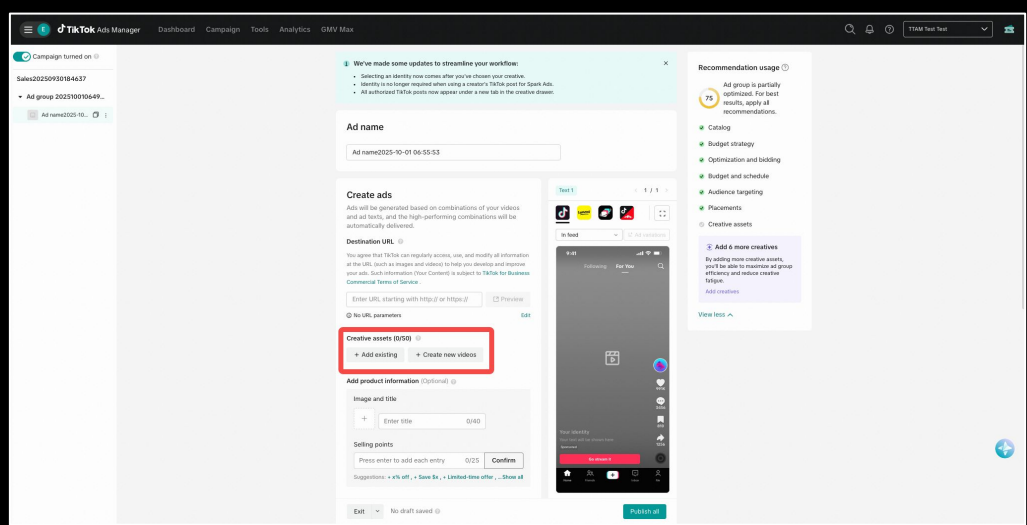 E TikTok Ads Manager Dashboard Campaign Tools Analytics GMV Max TTAM Test Test
Campaign turned on
Sales20250930184637
Ad group 202510010649...
Ad name2025-10...
We've made some updates to streamline your workflow:
Selecting an identity now comes after you've chosen your creative.
Identity is no longer required when using a creator's TikTok post for Spark Ads.
All authorized TikTok posts now appear under a new tab in the creative drawer.
Ad name
Ad name2025-10-01 06:55:53
Create ads
Ads will be generated based on combinations of your videos
and ad texts, and the high-performing combinations will be
automatically delivered.
Destination URL
You agree that TikTok can regularly access, use, and modify all information
at the URL (such as images and videos) to help you develop and improve
your ads. Such information (Your Content) is subject to TikTok for Business
Commercial Terms of Service.
Enter URL starting with http:// or https:// Preview
No URL parameters Edit
Creative assets (0/50)
+ Add existing + Create new videos
Add product information (Optional)
Image and title
+ Enter title 0/40
Selling points
Press enter to add each entry 0/25 Confirm
Suggestions: + x% off , + Save $x , + Limited-time offer , ... Show all
Exit No draft saved Publish all
Text 1 1 / 1
In feed
9:41
Following For You
Your identity
Your text will be shown here
Home
Recommendation usage
75
Ad group is partially
optimized. For best
results, apply all
recommendations.
Catalog
Budget strategy
Optimization and bidding
Budget and schedule
Audience targeting
Placements
Creative assets
Add 6 more creatives
By adding more creative assets,
you'll be able to maximize ad group
efficiency and reduce creative
fatigue.
Add creatives
View less